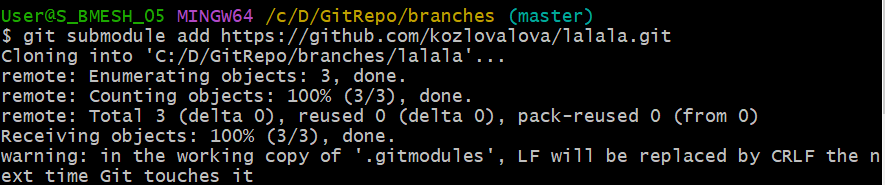 User@S_BMESH_05 MINGW64 /c/D/GitRepo/branches (master)
$ git submodule add https://github.com/kozlovalova/lalala.git
Cloning into 'C:/D/GitRepo/branches/lalala'...
remote: Enumerating objects: 3, done.
remote: Counting objects: 100% (3/3), done.
remote: Total 3 (delta 0), reused 0 (delta 0), pack-reused 0 (from 0)
Receiving objects: 100% (3/3), done.
warning: in the working copy of '.gitmodules', LF will be replaced by CRLF the n
ext time Git touches it